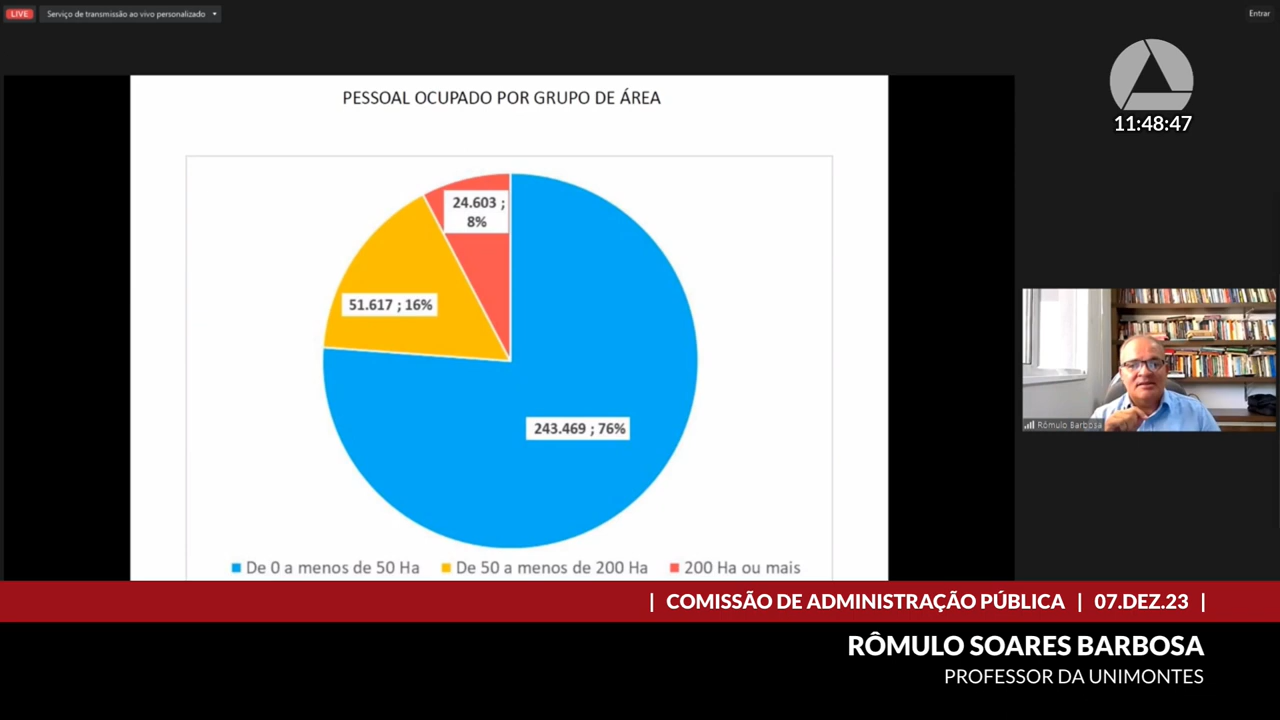 LIVE
Serviço de transmissão ao vivo personalizado
Entrar
11:48:47
PESSOAL OCUPADO POR GRUPO DE ÁREA
24.603 ;
8%
51.617 ; 16%
243.469 ; 76%
De 0 a menos de 50 Ha
De 50 a menos de 200 Ha
200 Ha ou mais
Rômulo Barbosa
| COMISSÃO DE ADMINISTRAÇÃO PÚBLICA | 07.DEZ.23 |
RÔMULO SOARES BARBOSA
PROFESSOR DA UNIMONTES